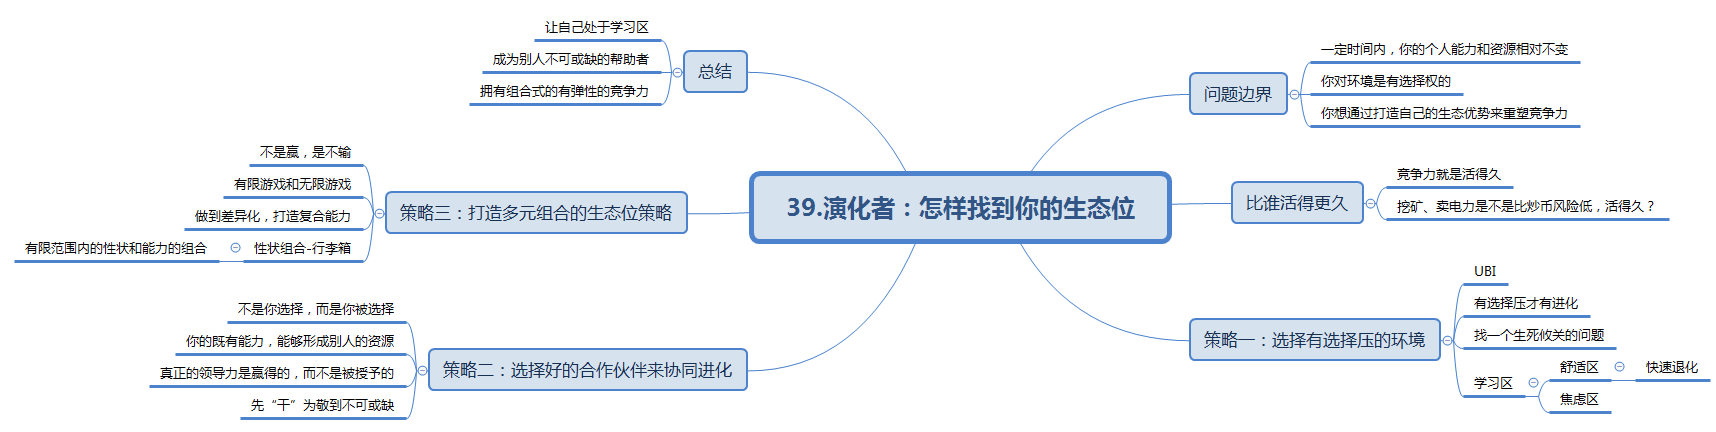 39.演化者：怎样找到你的生态位
问题边界
一定时间内，你的个人能力和资源相对不变
你对环境是有选择权的
你想通过打造自己的生态优势来重塑竞争力
比谁活得更久
竞争力就是活得久
挖矿、卖电力是不是比炒币风险低，活得久？
策略一：选择有选择压的环境
UBI
有选择压才有进化
找一个生死攸关的问题
学习区
舒适区
快速退化
焦虑区
策略二：选择好的合作伙伴来协同进化
不是你选择，而是你被选择
你的既有能力，能够形成别人的资源
真正的领导力是赢得的，而不是被授予的
先“干”为敬到不可或缺
策略三：打造多元组合的生态位策略
不是赢，是不输
有限游戏和无限游戏
做到差异化，打造复合能力
性状组合-行李箱
有限范围内的性状和能力的组合
总结
让自己处于学习区
成为别人不可或缺的帮助者
拥有组合式的有弹性的竞争力